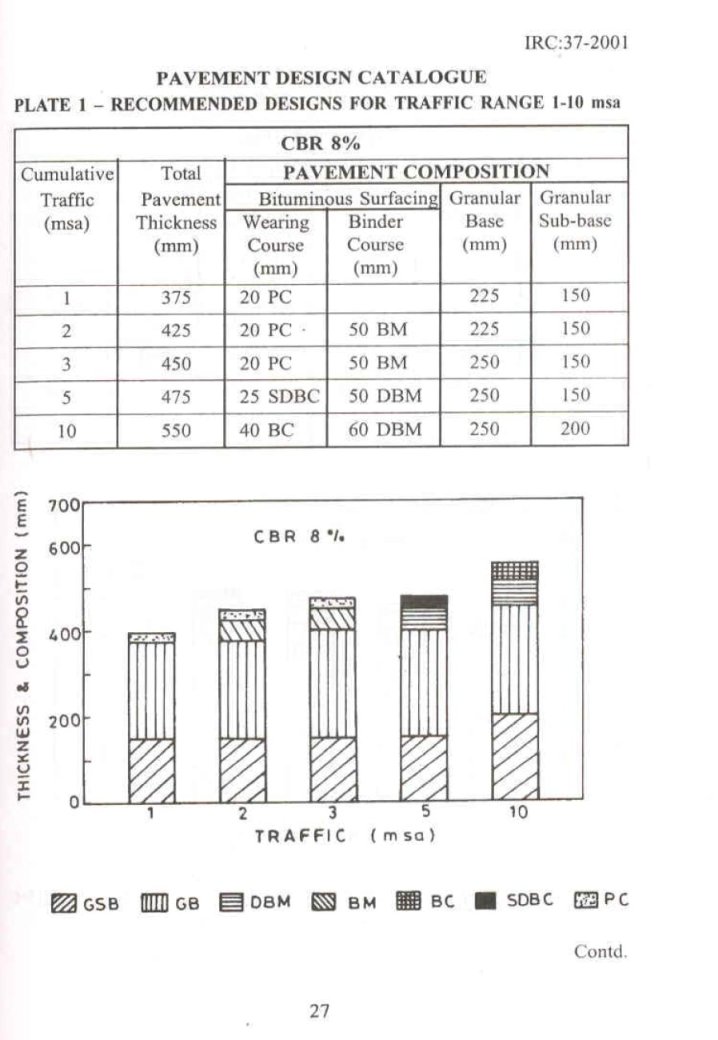 IRC:37-2001
PAVEMENT DESIGN CATALOGUE
PLATE 1 – RECOMMENDED DESIGNS FOR TRAFFIC RANGE 1-10 msa
CBR 8%
Cumulative Traffic (msa) Total Pavement Thickness (mm) PAVEMENT COMPOSITION
Bituminous Surfacing Granular Base (mm) Granular Sub-base (mm)
Wearing Course (mm) Binder Course (mm)
1 375 20 PC 225 150
2 425 20 PC 50 BM 225 150
3 450 20 PC 50 BM 250 150
5 475 25 SDBC 50 DBM 250 150
10 550 40 BC 60 DBM 250 200
THICKNESS & COMPOSITION (mm)
700
600
400
200
0
CBR 8 %
1 2 3 5 10
TRAFFIC (msa)
GSB GB DBM BM BC SDBC PC
Contd.
27